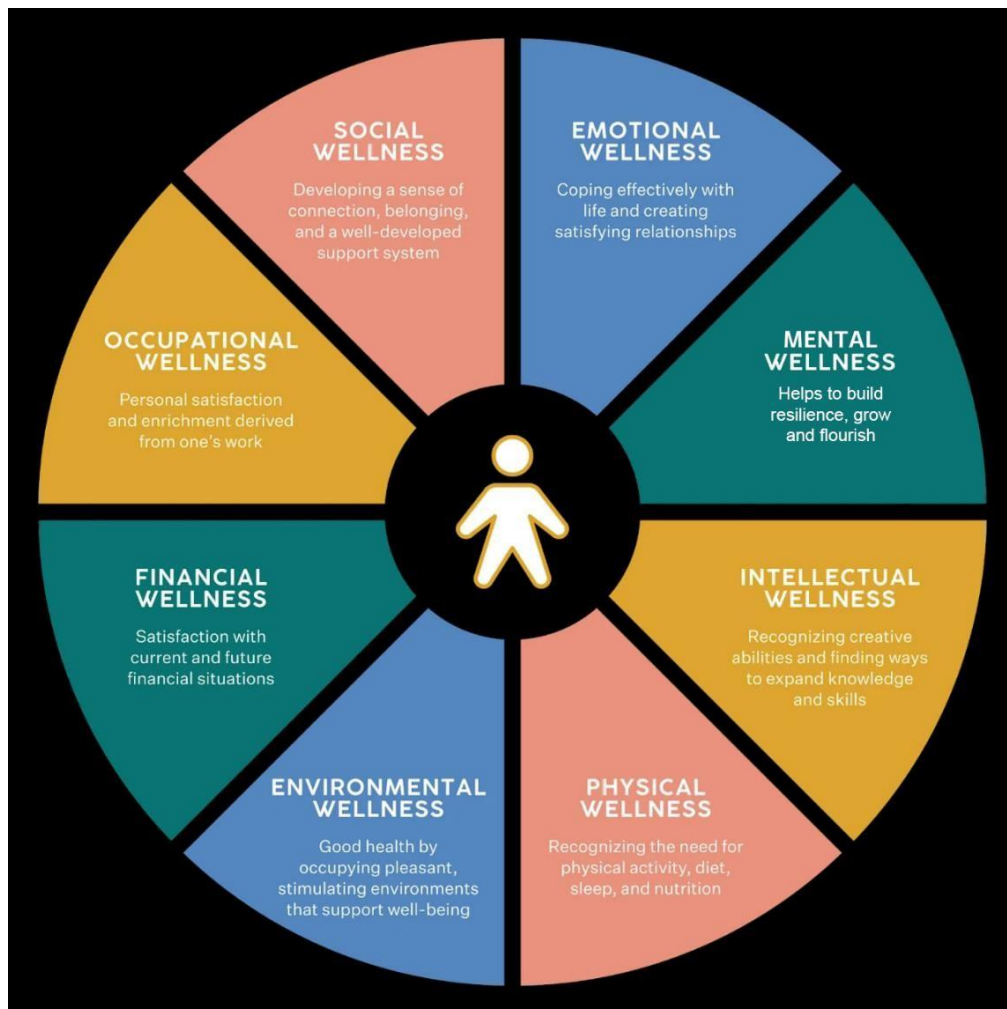 SOCIAL
WELLNESS
Developing a sense of
connection, belonging,
and a well-developed
support system
EMOTIONAL
WELLNESS
Coping effectively with
life and creating
satisfying relationships
MENTAL
WELLNESS
Helps to build
resilience, grow
and flourish
INTELLECTUAL
WELLNESS
Recognizing creative
abilities and finding ways
to expand knowledge
and skills
PHYSICAL
WELLNESS
Recognizing the need for
physical activity, diet,
sleep, and nutrition
ENVIRONMENTAL
WELLNESS
Good health by
occupying pleasant,
stimulating environments
that support well-being
FINANCIAL
WELLNESS
Satisfaction with
current and future
financial situations
OCCUPATIONAL
WELLNESS
Personal satisfaction
and enrichment derived
from one's work